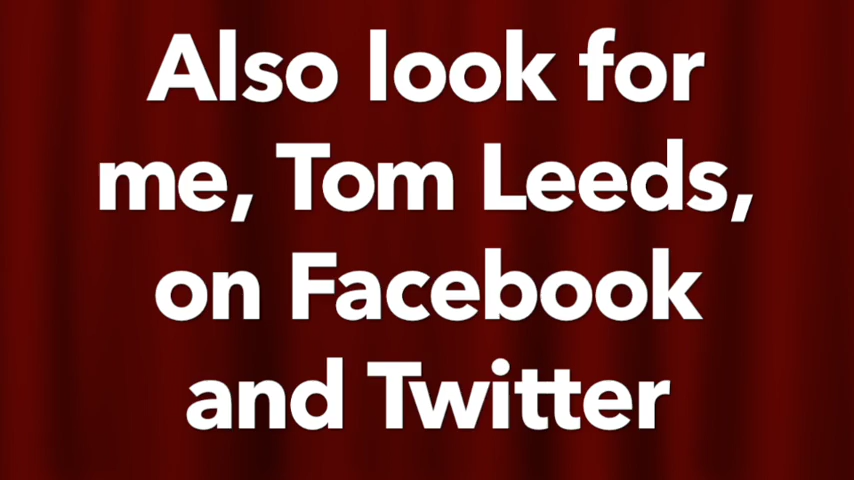 Also look for
me, Tom Leeds,
on Facebook
and Twitter